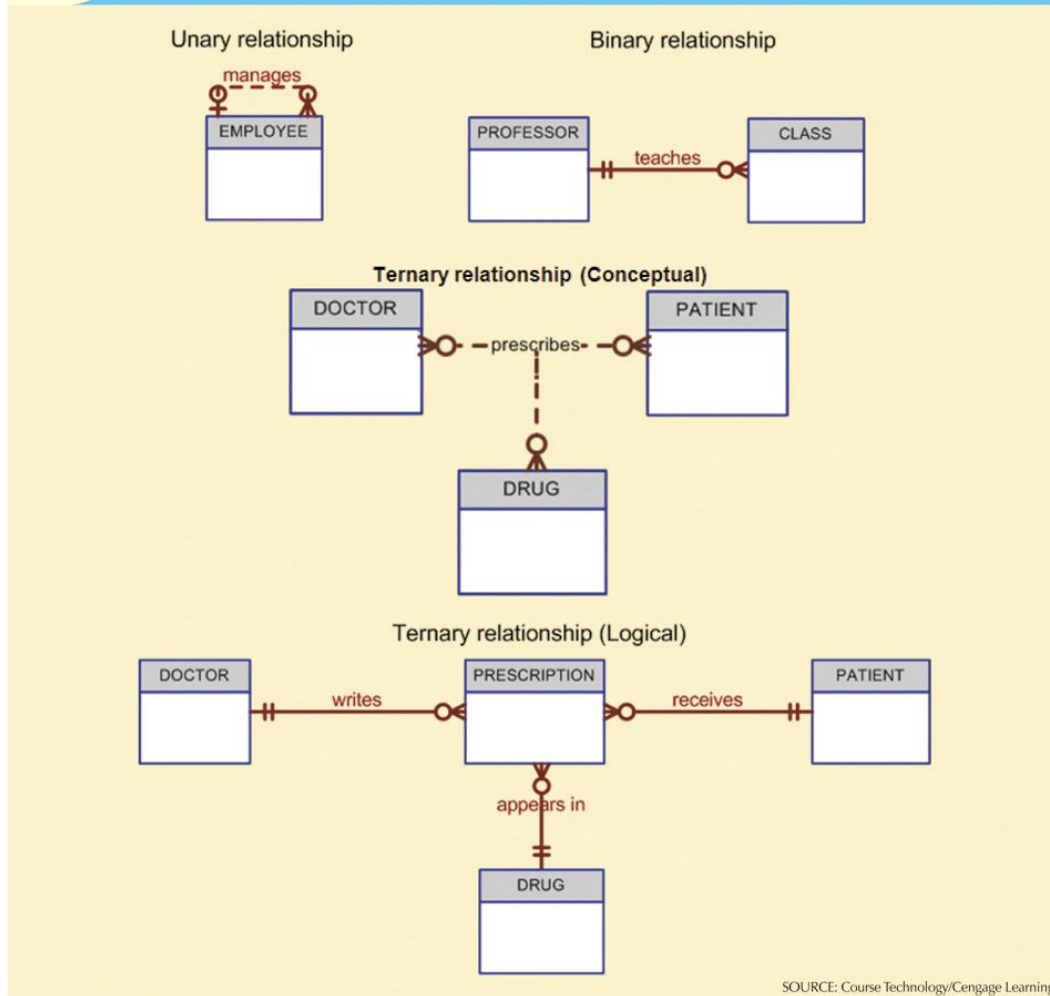 Unary relationship
Binary relationship
manages
EMPLOYEE
PROFESSOR
teaches
CLASS
Ternary relationship (Conceptual)
DOCTOR
prescribes
PATIENT
DRUG
Ternary relationship (Logical)
DOCTOR
writes
PRESCRIPTION
receives
PATIENT
appears in
DRUG
SOURCE: Course Technology/Cengage Learning